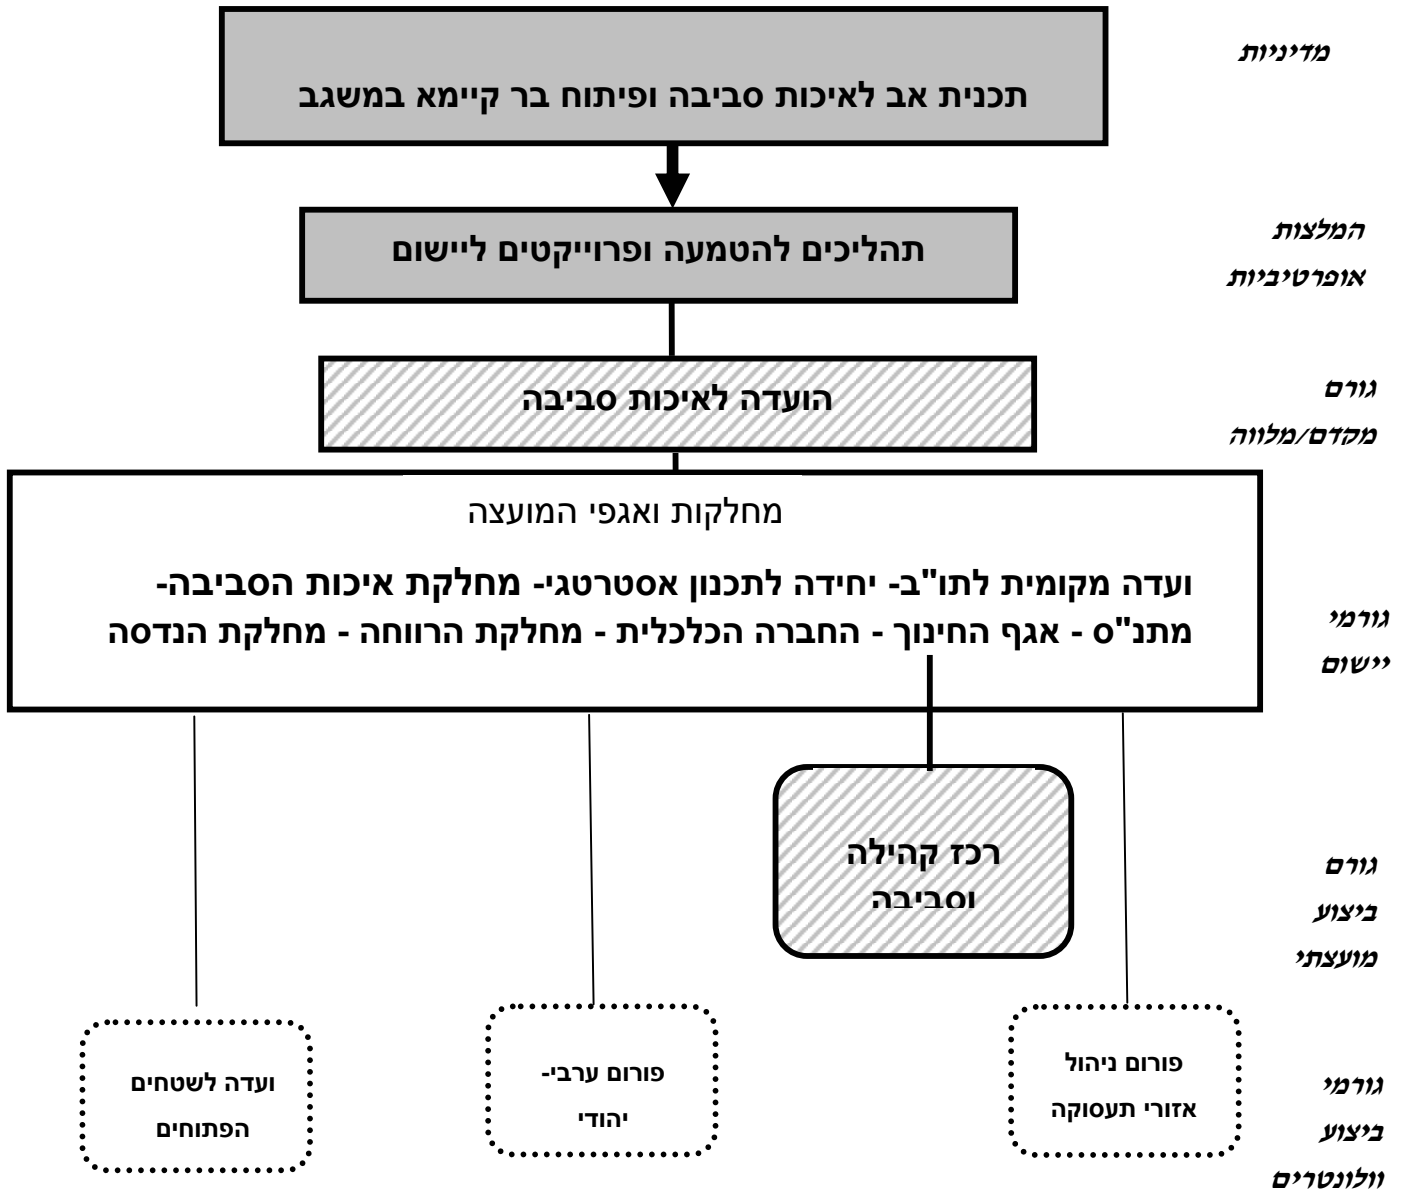 מדיניות
תכנית אב לאיכות סביבה ופיתוח בר קיימא במשגב
המלצות
אופרטיביות
תהליכים להטמעה ופרוייקטים ליישום
גורם
מקדם/מלווה
הועדה לאיכות סביבה
מחלקות ואגפי המועצה
ועדה מקומית לתו"ב- יחידה לתכנון אסטרטגי- מחלקת איכות הסביבה-
מתנ"ס - אגף החינוך - החברה הכלכלית - מחלקת הרווחה - מחלקת הנדסה
גורמי
יישום
רכז קהילה
וסביבה
גורם
ביצוע
מועצתי
פורום ניהול
אזורי תעסוקה
פורום ערבי-
יהודי
ועדה לשטחים
הפתוחים
גורמי
ביצוע
וולונטרים